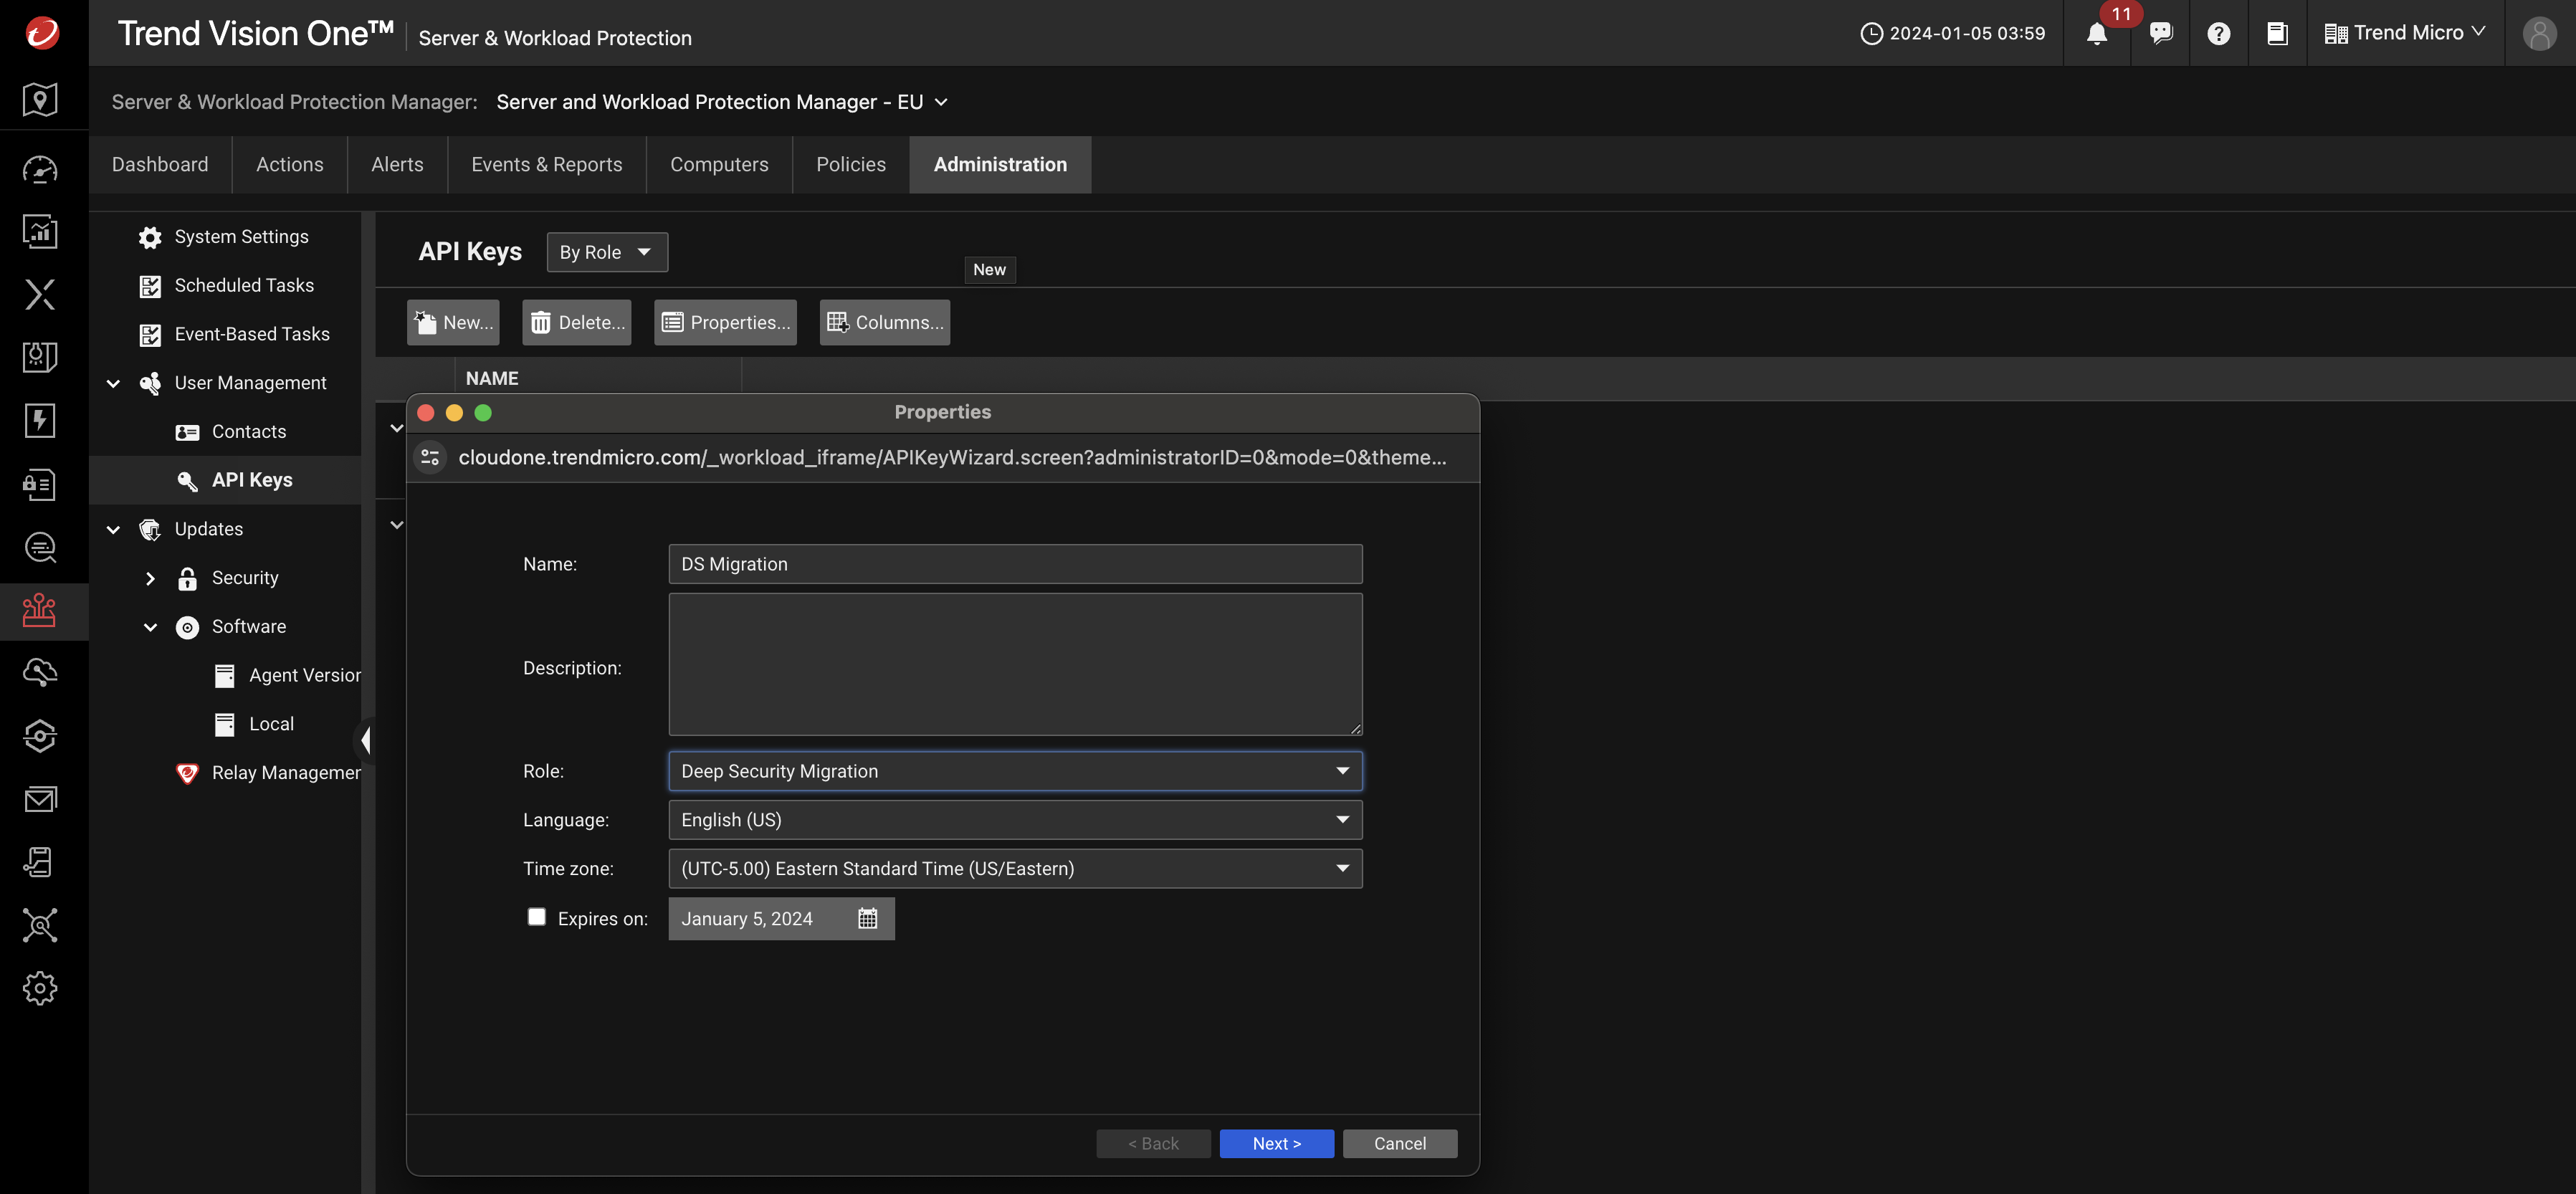 Trend Vision One™ Server & Workload Protection 2024-01-05 03:59 11 Trend Micro
Server & Workload Protection Manager: Server and Workload Protection Manager - EU
Dashboard Actions Alerts Events & Reports Computers Policies Administration
System Settings
Scheduled Tasks
Event-Based Tasks
User Management
Contacts
API Keys
Updates
Security
Software
Agent Version
Local
Relay Managemen
API Keys By Role
New
New... Delete... Properties... Columns...
NAME
Properties
cloudone.trendmicro.com/_workload_iframe/APIKeyWizard.screen?administratorID=0&mode=0&theme...
Name: DS Migration
Description:
Role: Deep Security Migration
Language: English (US)
Time zone: (UTC-5.00) Eastern Standard Time (US/Eastern)
Expires on: January 5, 2024
< Back Next > Cancel